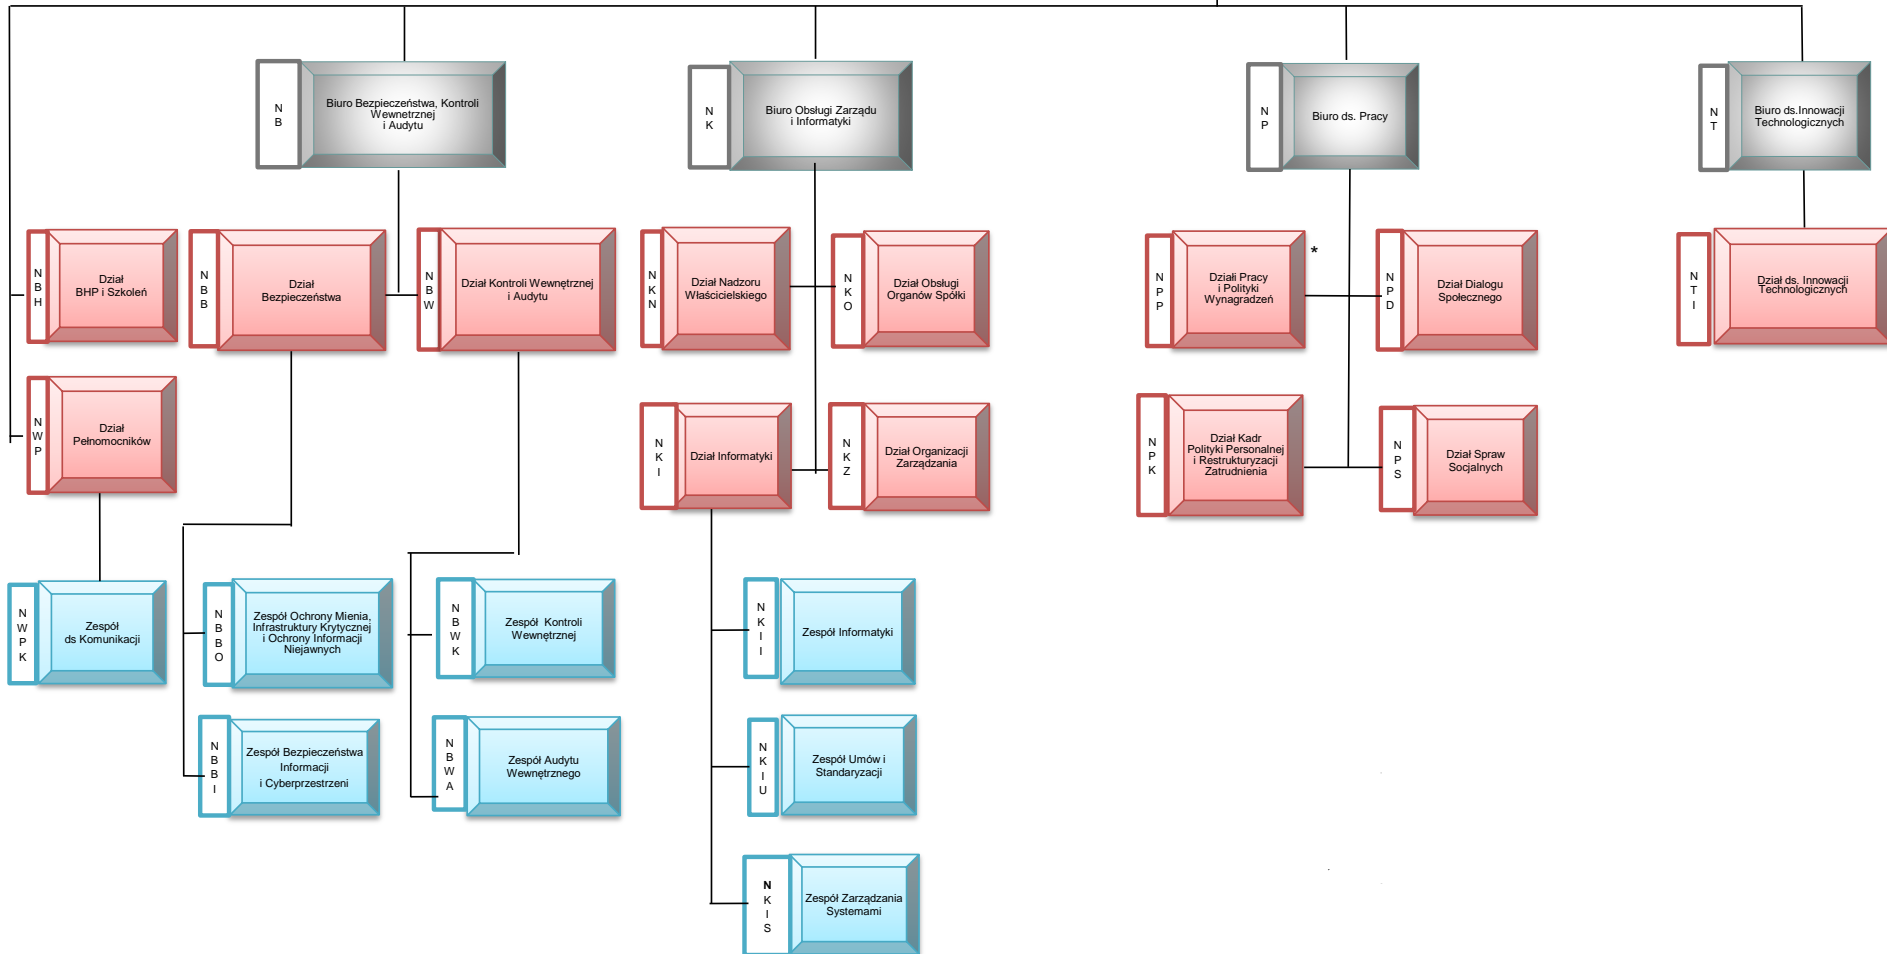 N
B
Biuro Bezpieczeństwa, Kontroli
Wewnetrznej
i Audytu
N
K
Biuro Obsługi Zarządu
i Informatyki
N
P
Biuro ds. Pracy
N
T
Biuro ds.Innowacji
Technologicznych
N
B
H
Dział
BHP i Szkoleń
N
B
B
Dział
Bezpieczeństwa
N
B
W
Dział Kontroli Wewnętrznej
i Audytu
N
K
N
Dział Nadzoru
Właścicielskiego
N
K
O
Dział Obsługi
Organów Spółki
N
P
P
Działi Pracy
i Polityki
Wynagradzeń
*
N
P
D
Dział Dialogu
Społecznego
N
T
I
Dział ds. Innowacji
Technologicznych
N
W
P
Dział
Pełnomocników
N
K
I
Dział Informatyki
N
K
Z
Dział Organizacji
Zarządzania
N
P
K
Dział Kadr
Polityki Personalnej
i Restrukturyzacji
Zatrudnienia
N
P
S
Dział Spraw
Socjalnych
N
W
P
K
Zespół
ds Komunikacji
N
B
B
O
Zespół Ochrony Mienia,
Infrastruktury Krytycznej
i Ochrony Informacji
Niejawnych
N
B
W
K
Zespół Kontroli
Wewnętrznej
N
K
I
I
Zespół Informatyki
N
B
B
I
Zespół Bezpieczeństwa
Informacji
i Cyberprzestrzeni
N
B
W
A
Zespół Audytu
Wewnętrznego
N
K
I
U
Zespół Umów i
Standaryzacji
N
K
I
S
Zespół Zarządzania
Systemami